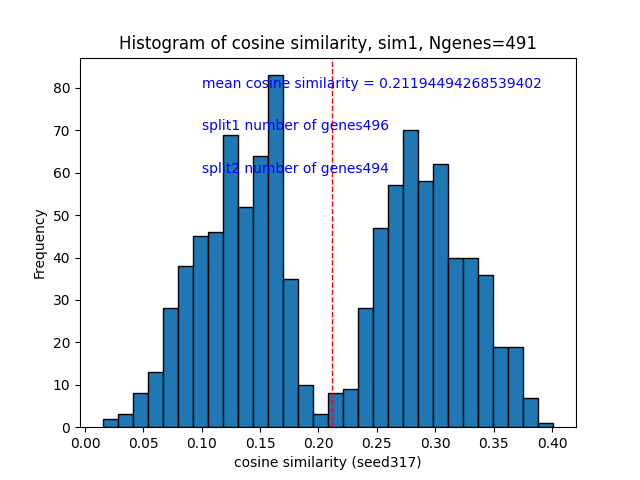 Histogram of cosine similarity, sim1, Ngenes=491
mean cosine similarity = 0.21194494268539402
split1 number of genes496
split2 number of genes494
Frequency
80
70
60
50
40
30
20
10
0
0.00 0.05 0.10 0.15 0.20 0.25 0.30 0.35 0.40
cosine similarity (seed317)